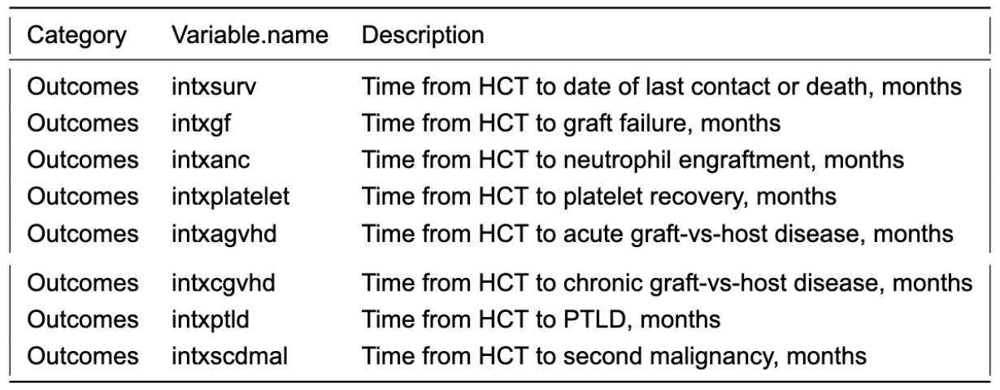 Category Variable.name Description
Outcomes intxsurv Time from HCT to date of last contact or death, months
Outcomes intxgf Time from HCT to graft failure, months
Outcomes intxanc Time from HCT to neutrophil engraftment, months
Outcomes intxplatelet Time from HCT to platelet recovery, months
Outcomes intxagvhd Time from HCT to acute graft-vs-host disease, months
Outcomes intxcgvhd Time from HCT to chronic graft-vs-host disease, months
Outcomes intxptld Time from HCT to PTLD, months
Outcomes intxscdmal Time from HCT to second malignancy, months